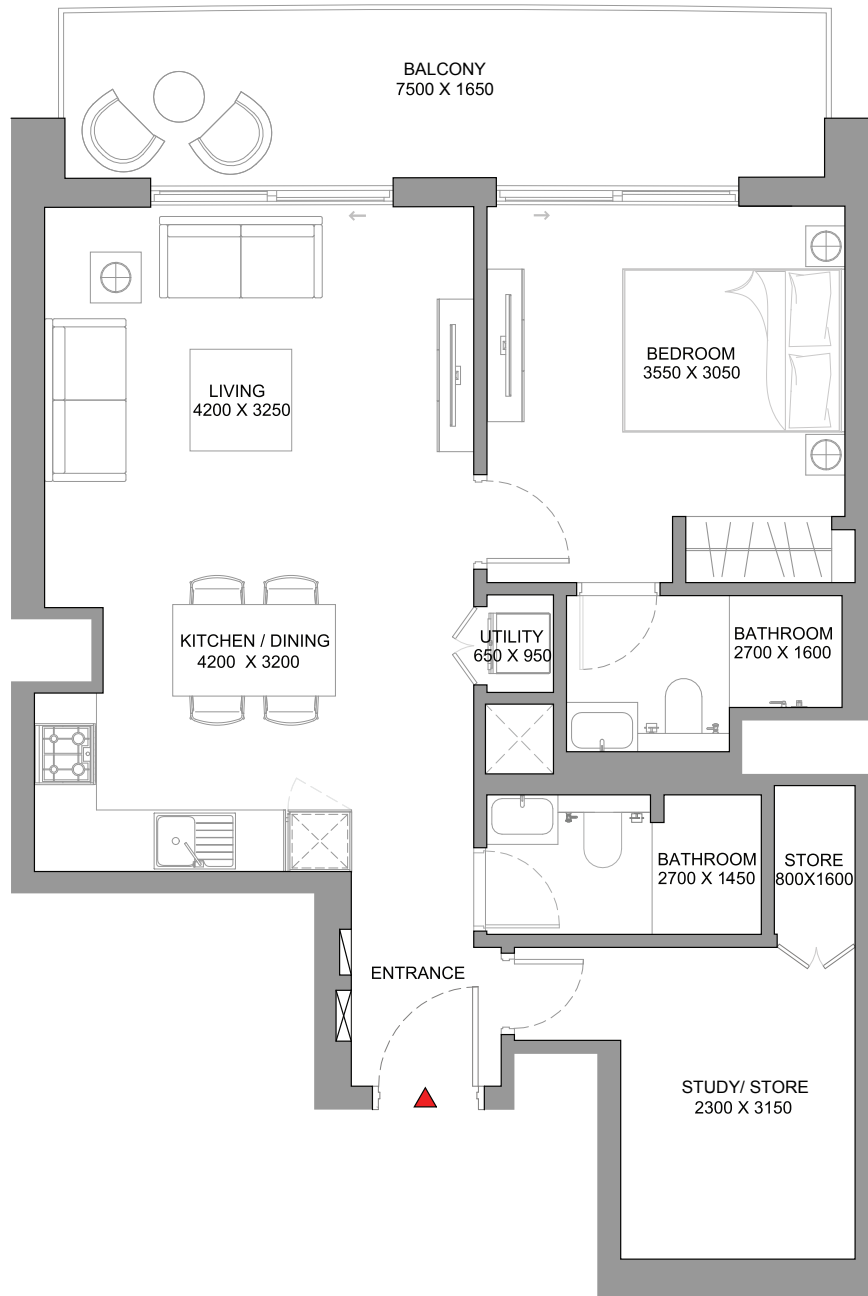 BALCONY
7500 X 1650
BEDROOM
3550 X 3050
LIVING
4200 X 3250
KITCHEN / DINING
4200 X 3200
UTILITY
650 X 950
BATHROOM
2700 X 1600
BATHROOM
2700 X 1450
STORE
800X1600
ENTRANCE
STUDY/ STORE
2300 X 3150